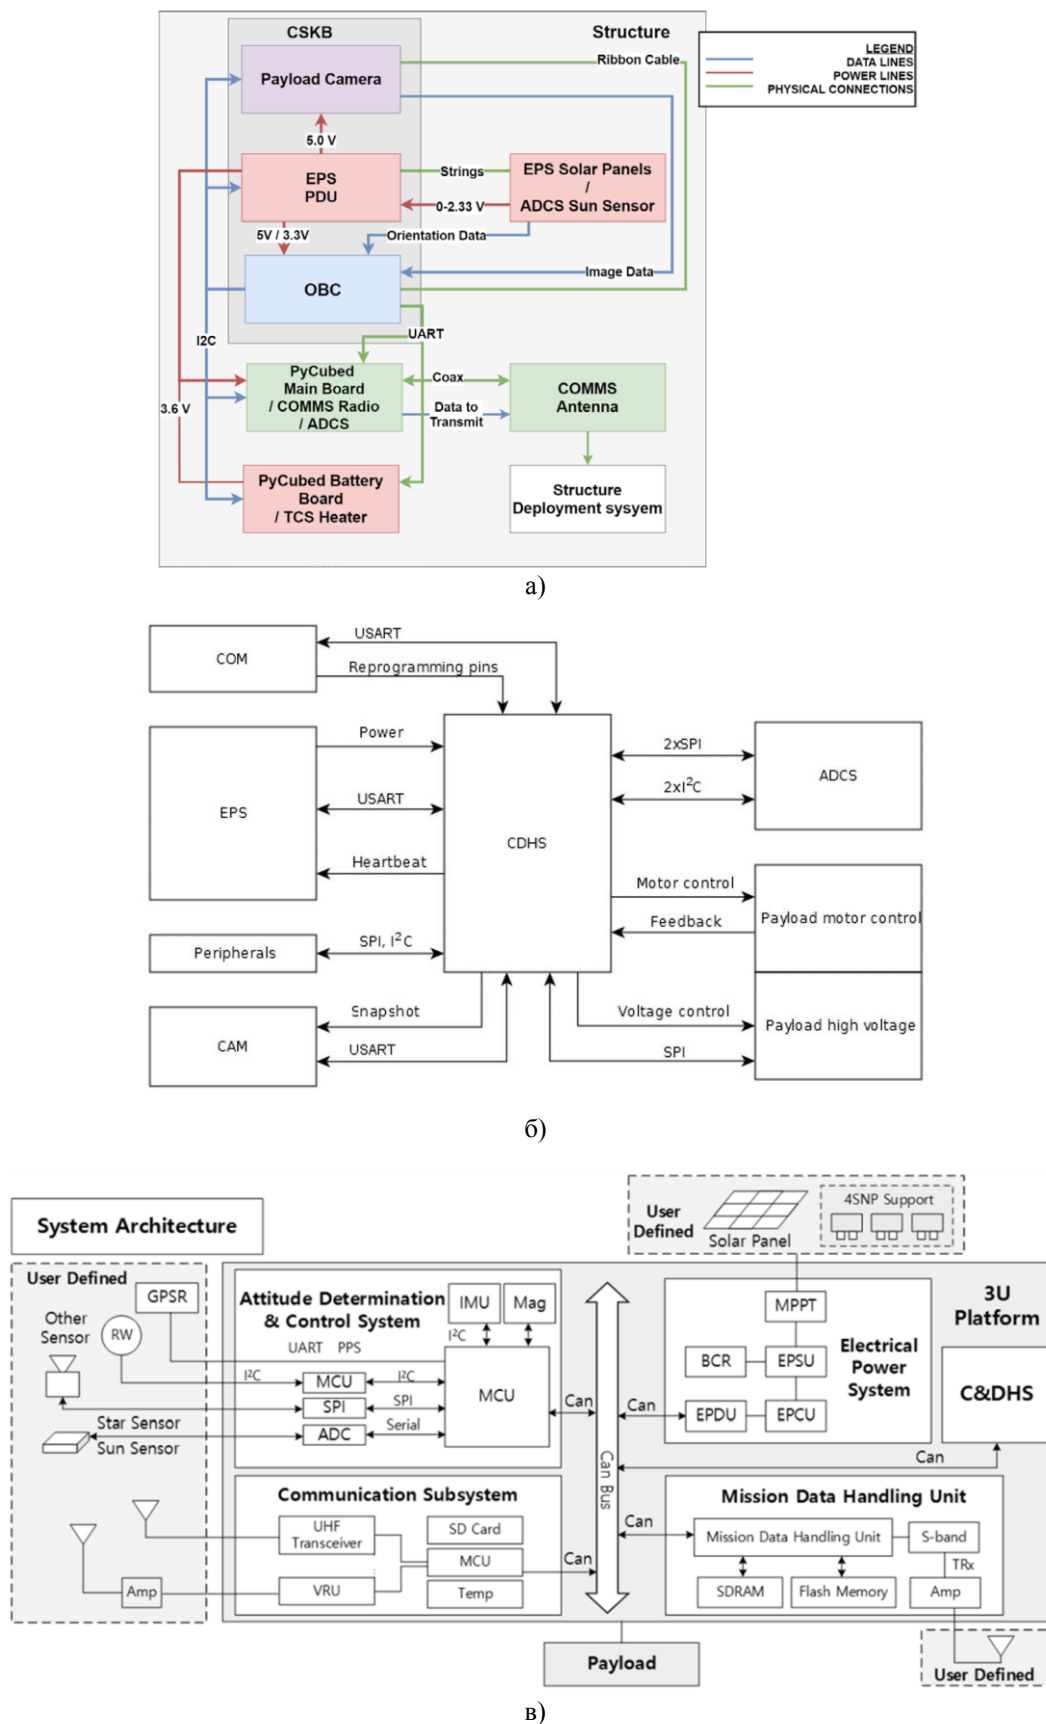 CSKB
Structure
LEGEND
DATA LINES
POWER LINES
PHYSICAL CONNECTIONS
Payload Camera
Ribbon Cable
5.0 V
EPS
PDU
Strings
EPS Solar Panels
/
ADCS Sun Sensor
0-2.33 V
5V / 3.3V
Orientation Data
OBC
Image Data
I2C
UART
PyCubed
Main Board
/ COMMS Radio
/ ADCS
Coax
COMMS
Antenna
3.6 V
Data to
Transmit
PyCubed Battery
Board
/ TCS Heater
Structure
Deployment sysyem
а)
COM
USART
Reprogramming pins
EPS
Power
USART
Heartbeat
CDHS
2xSPI
2xI²C
ADCS
Motor control
Feedback
Payload motor control
Peripherals
SPI, I²C
CAM
Snapshot
USART
Voltage control
SPI
Payload high voltage
б)
System Architecture
User
Defined
Solar Panel
4SNP Support
User Defined
GPSR
Other
Sensor
RW
Star Sensor
Sun Sensor
Attitude Determination
& Control System
IMU
Mag
I²C
UART PPS
I²C
MCU
I²C
SPI
SPI
ADC
Serial
MCU
Can
Can Bus
Can
MPPT
BCR
EPSU
EPDU
EPCU
Electrical
Power
System
3U
Platform
C&DHS
Can
Communication Subsystem
UHF
Transceiver
SD Card
MCU
VRU
Temp
Amp
Can
Mission Data Handling Unit
Can
Mission Data Handling Unit
S-band
TRx
SDRAM
Flash Memory
Amp
Payload
User Defined
в)